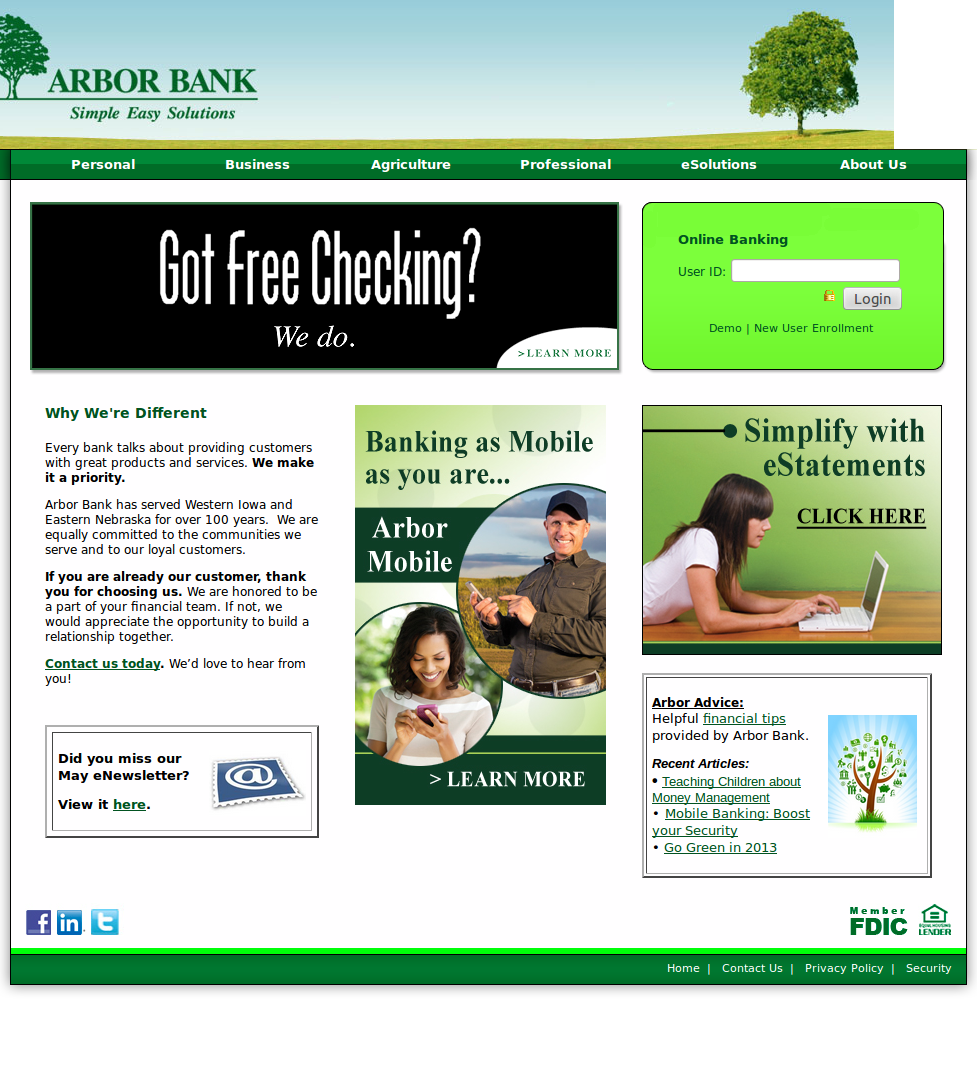 ARBOR BANK
Simple Easy Solutions
Personal
Business
Agriculture
Professional
eSolutions
About Us
Got Free Checking?
We do.
>LEARN MORE
Online Banking
User ID:
Login
Demo | New User Enrollment
Why We're Different
Every bank talks about providing customers
with great products and services. We make
it a priority.
Arbor Bank has served Western Iowa and
Eastern Nebraska for over 100 years.  We are
equally committed to the communities we
serve and to our loyal customers.
If you are already our customer, thank
you for choosing us. We are honored to be
a part of your financial team. If not, we
would appreciate the opportunity to build a
relationship together.
Contact us today. We’d love to hear from
you!
Did you miss our
May eNewsletter?
View it here.
@
Banking as Mobile
as you are...
Arbor
Mobile
> LEARN MORE
Simplify with
eStatements
CLICK HERE
Arbor Advice:
Helpful financial tips
provided by Arbor Bank.
Recent Articles:
• Teaching Children about
Money Management
• Mobile Banking: Boost
your Security
• Go Green in 2013
f
in
t
Member
FDIC
EQUAL HOUSING
LENDER
Home | Contact Us | Privacy Policy | Security